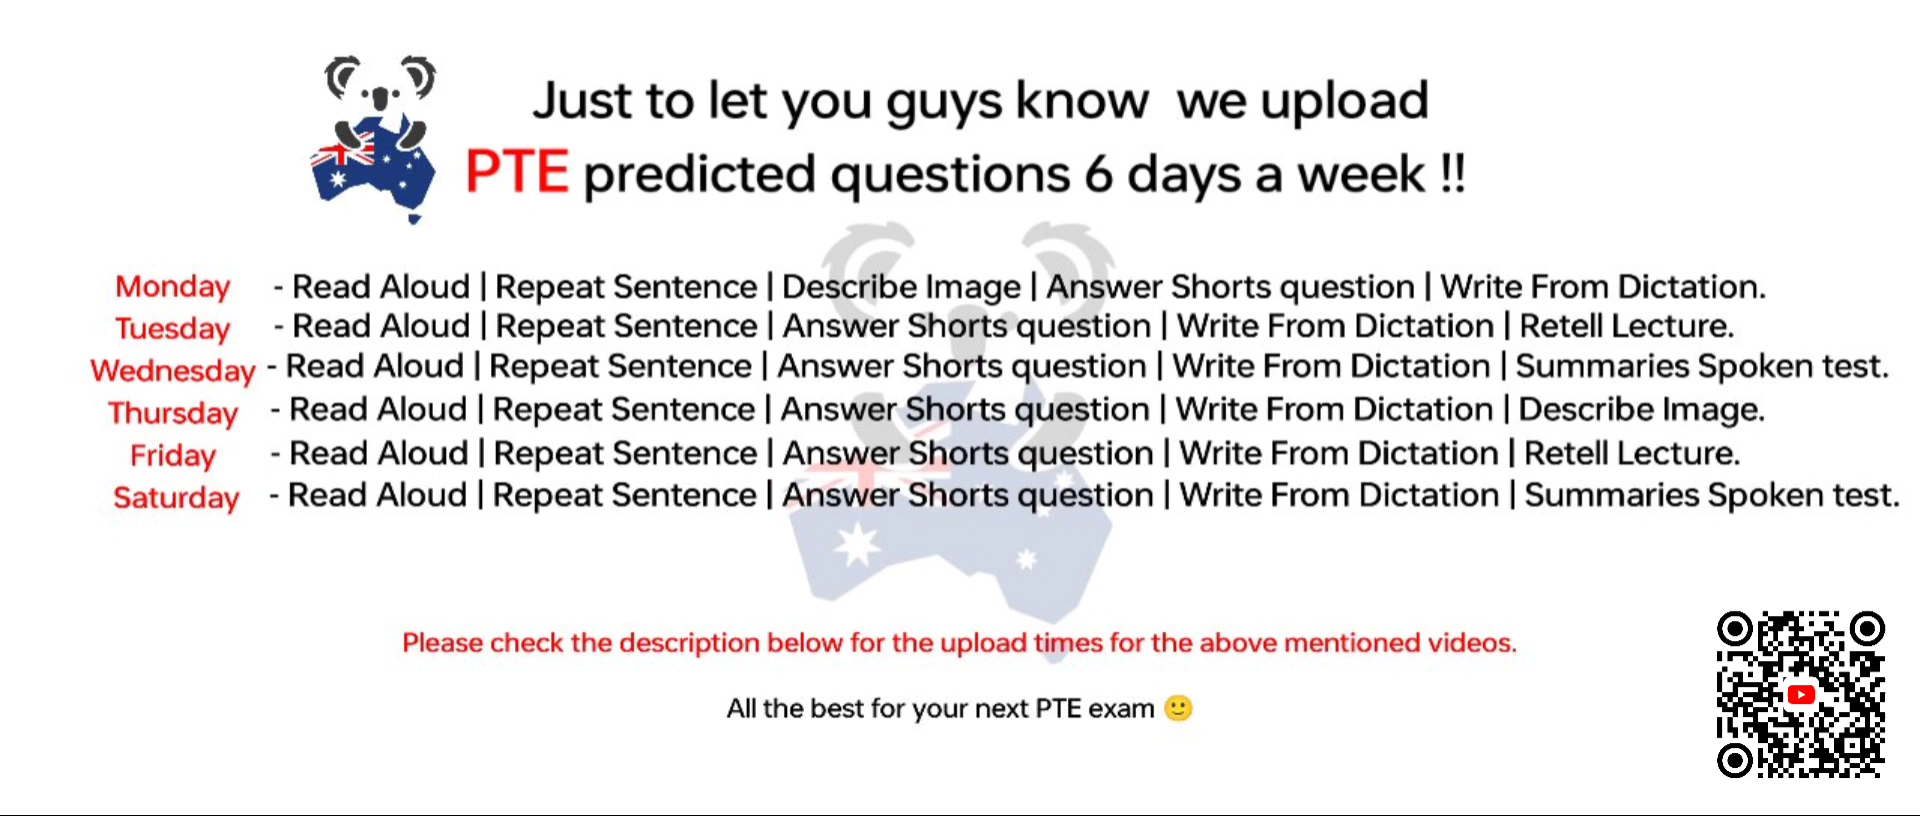 Just to let you guys know we upload
PTE predicted questions 6 days a week !!
Monday - Read Aloud | Repeat Sentence | Describe Image | Answer Shorts question | Write From Dictation.
Tuesday - Read Aloud | Repeat Sentence | Answer Shorts question | Write From Dictation | Retell Lecture.
Wednesday - Read Aloud | Repeat Sentence | Answer Shorts question | Write From Dictation | Summaries Spoken test.
Thursday - Read Aloud | Repeat Sentence | Answer Shorts question | Write From Dictation | Describe Image.
Friday - Read Aloud | Repeat Sentence | Answer Shorts question | Write From Dictation | Retell Lecture.
Saturday - Read Aloud | Repeat Sentence | Answer Shorts question | Write From Dictation | Summaries Spoken test.
Please check the description below for the upload times for the above mentioned videos.
All the best for your next PTE exam 🙂